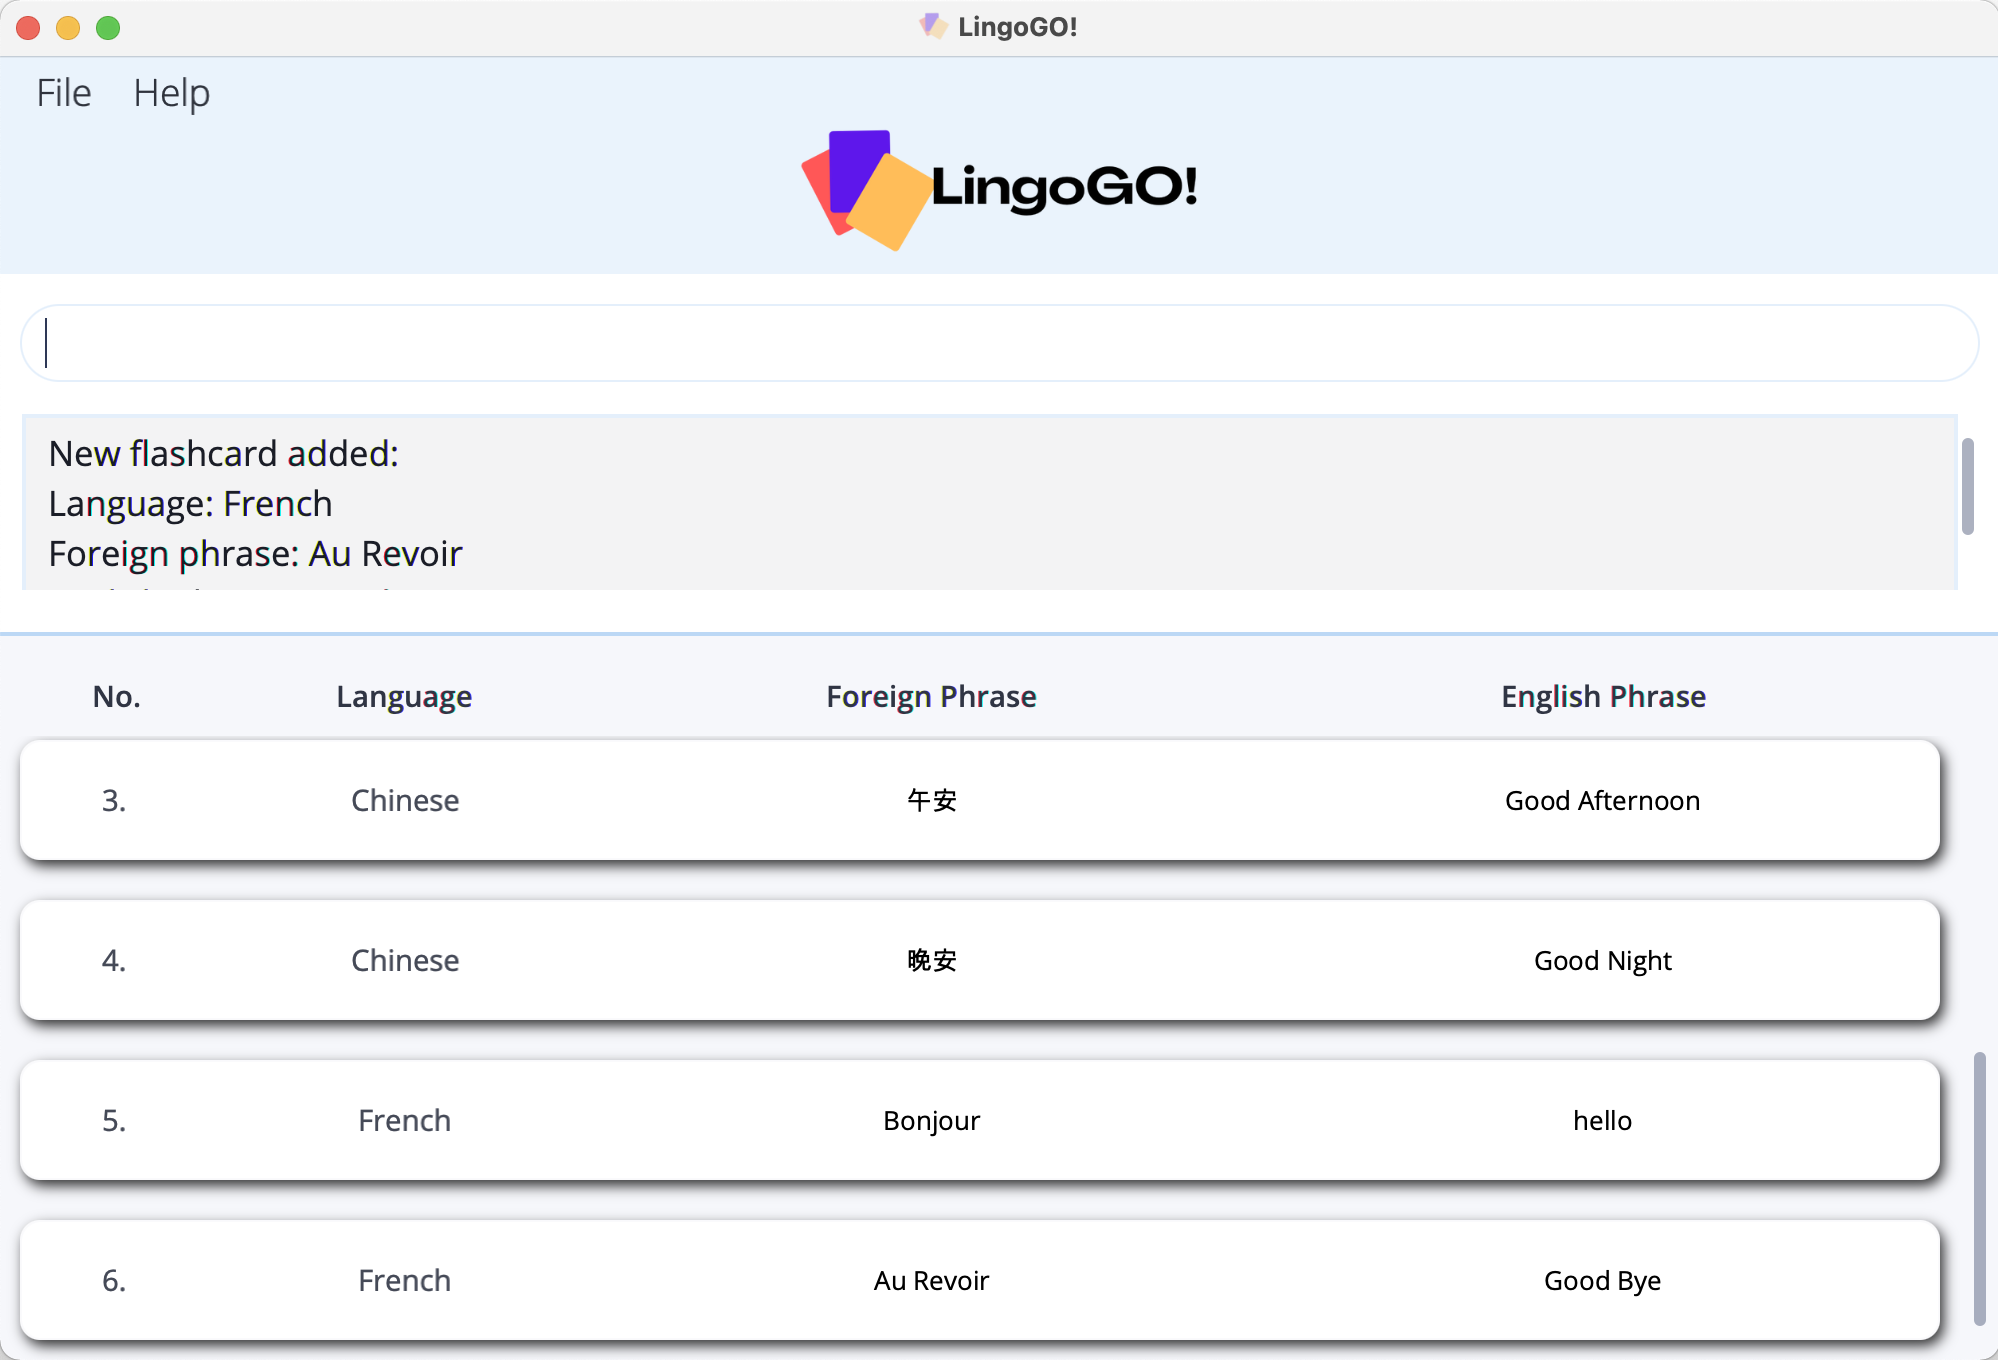 LingoGO!
File Help
LingoGO!
New flashcard added:
Language: French
Foreign phrase: Au Revoir
No. Language Foreign Phrase English Phrase
3. Chinese 午安 Good Afternoon
4. Chinese 晚安 Good Night
5. French Bonjour hello
6. French Au Revoir Good Bye